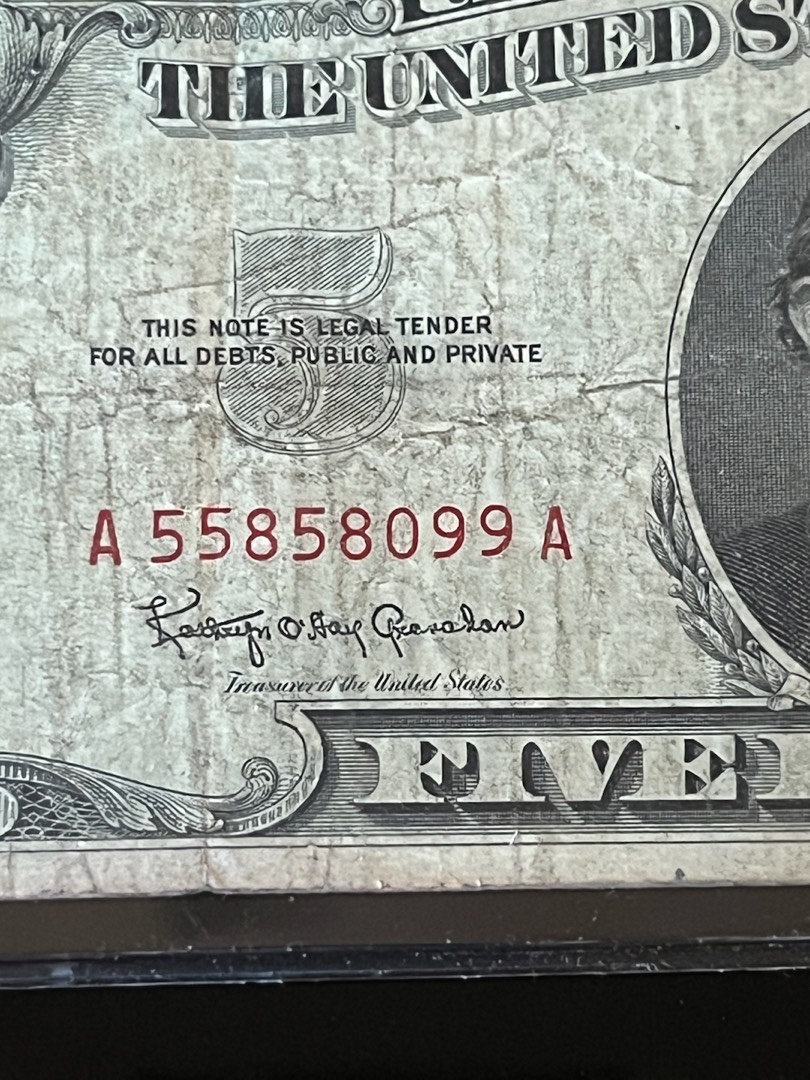 THE UNITED S
5
THIS NOTE IS LEGAL TENDER
FOR ALL DEBTS, PUBLIC AND PRIVATE
A 55858099 A
Kathryn O'Hay Granahan
Treasurer of the United States.
FIVE